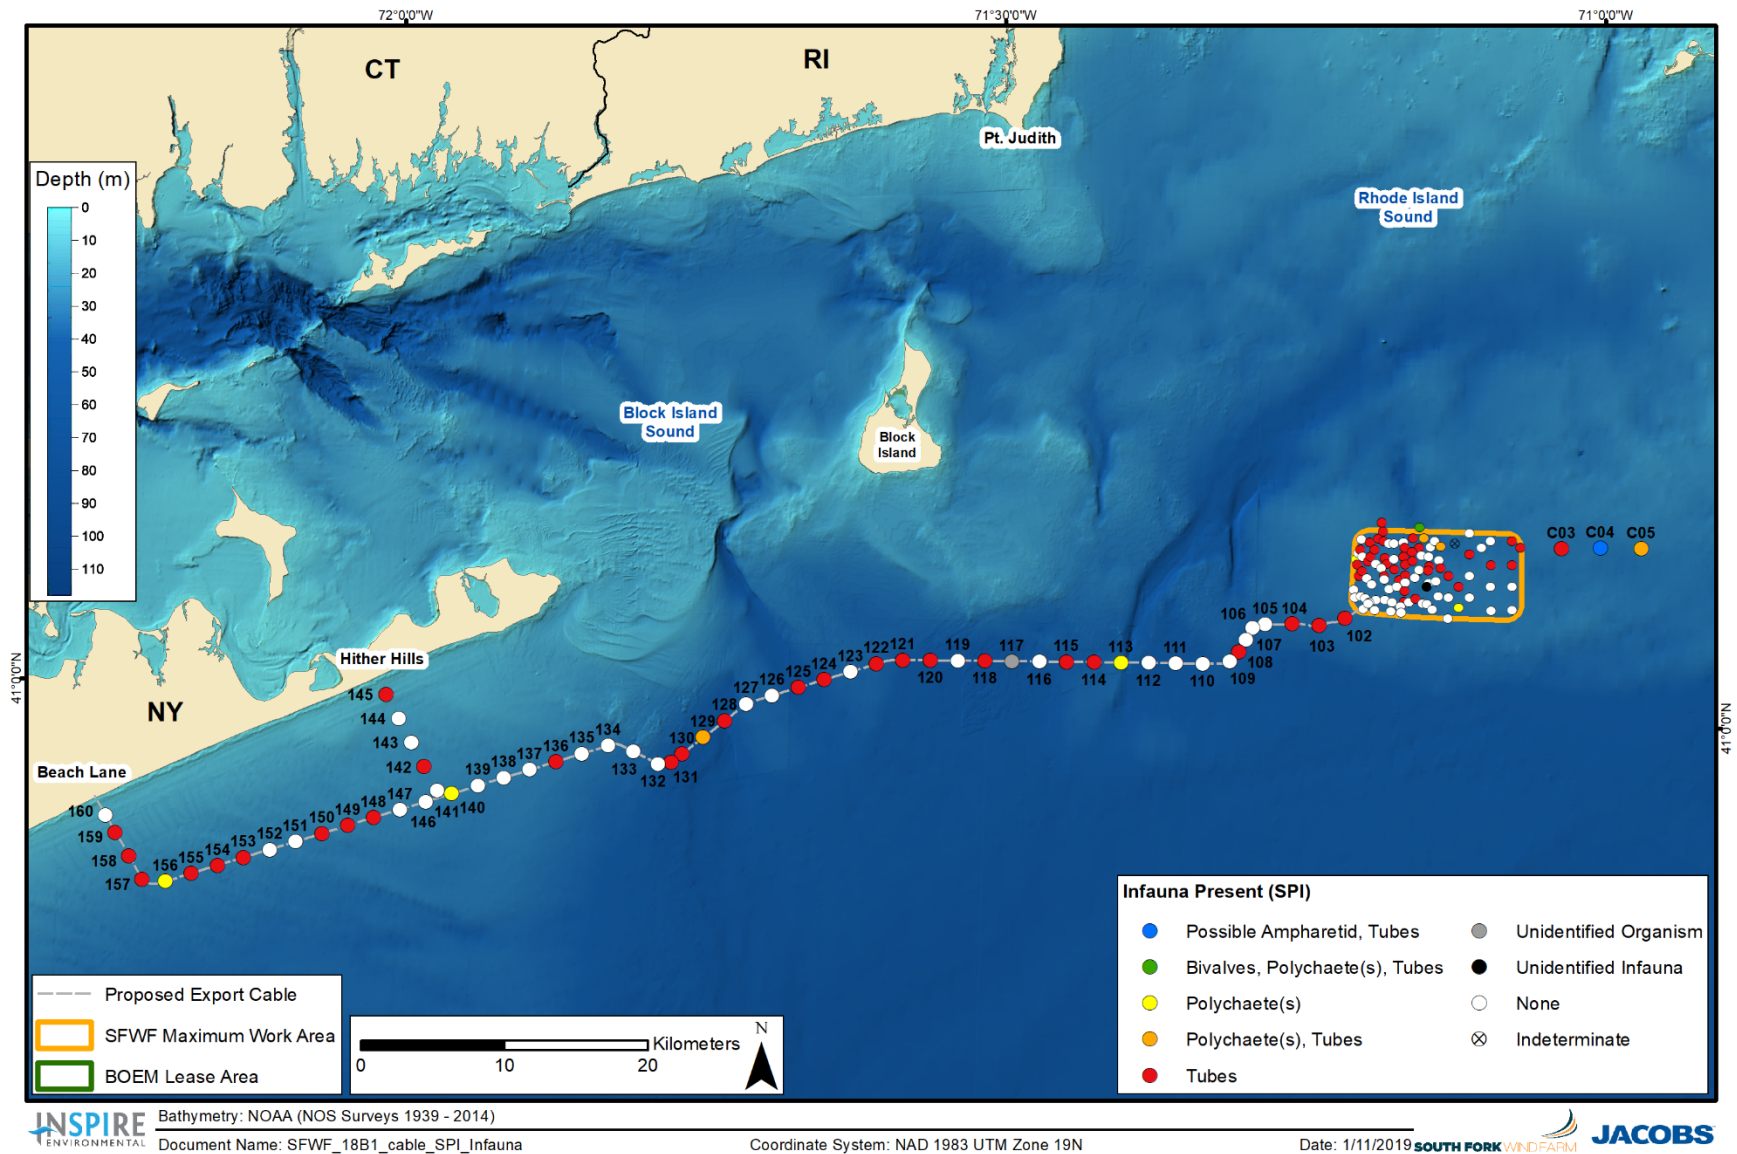 72°0'0"W
71°30'0"W
71°0'0"W
CT
RI
Pt. Judith
Rhode Island
Sound
Depth (m)
0
10
20
30
40
50
60
70
80
90
100
110
Block Island
Sound
Block
Island
C03 C04 C05
106 105 104
102
103
107
108
109
122 121 119 117 115 113 111
120 118 116 114 112 110
123
124
125
126
127
128
129
130
131
132
133
134
135
136
137
138
139
140
141
146
147
148
149
150
151
152
153
154
155
156
157
158
159
160
Hither Hills
145
144
143
142
NY
Beach Lane
41°0'0"N
41°0'0"N
Infauna Present (SPI)
Possible Ampharetid, Tubes
Bivalves, Polychaete(s), Tubes
Polychaete(s)
Polychaete(s), Tubes
Tubes
Unidentified Organism
Unidentified Infauna
None
Indeterminate
Proposed Export Cable
SFWF Maximum Work Area
BOEM Lease Area
N
Kilometers
0 10 20
INSPIRE
ENVIRONMENTAL
Bathymetry: NOAA (NOS Surveys 1939 - 2014)
Document Name: SFWF_18B1_cable_SPI_Infauna
Coordinate System: NAD 1983 UTM Zone 19N
Date: 1/11/2019
SOUTH FORK WINDFARM
JACOBS